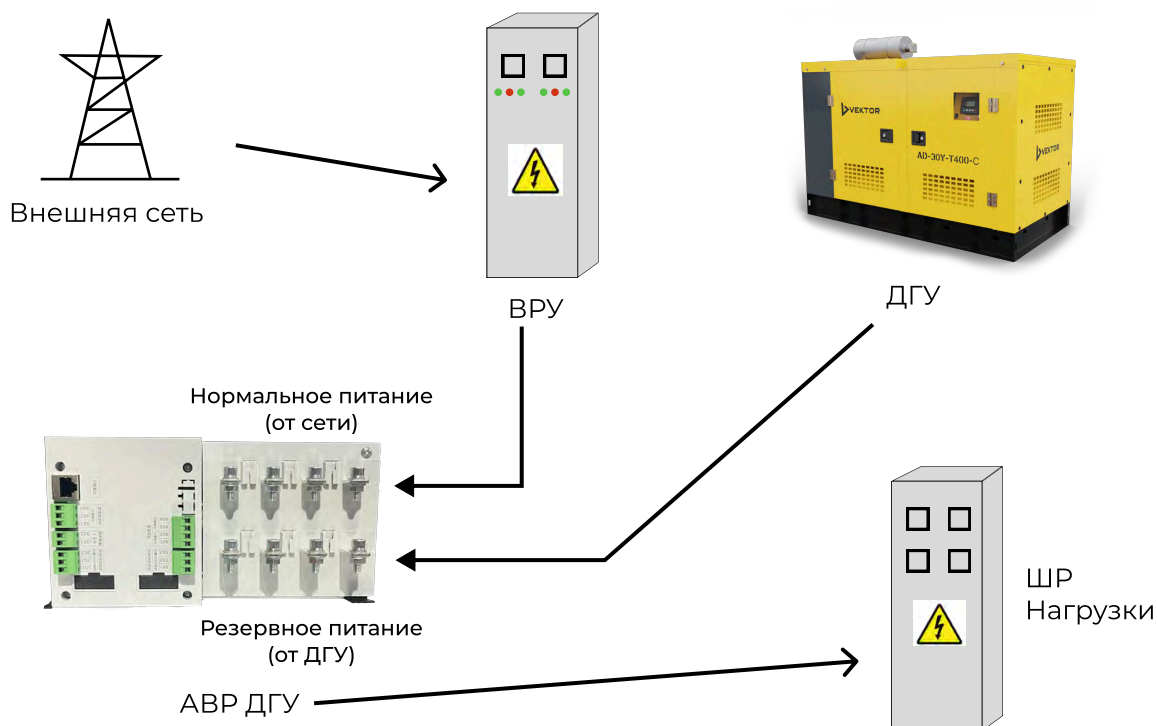 VEKTOR
VEKTOR
AD-30Y-T400-C
Внешняя сеть
ВРУ
ДГУ
Нормальное питание
(от сети)
Резервное питание
(от ДГУ)
АВР ДГУ
ШР
Нагрузки